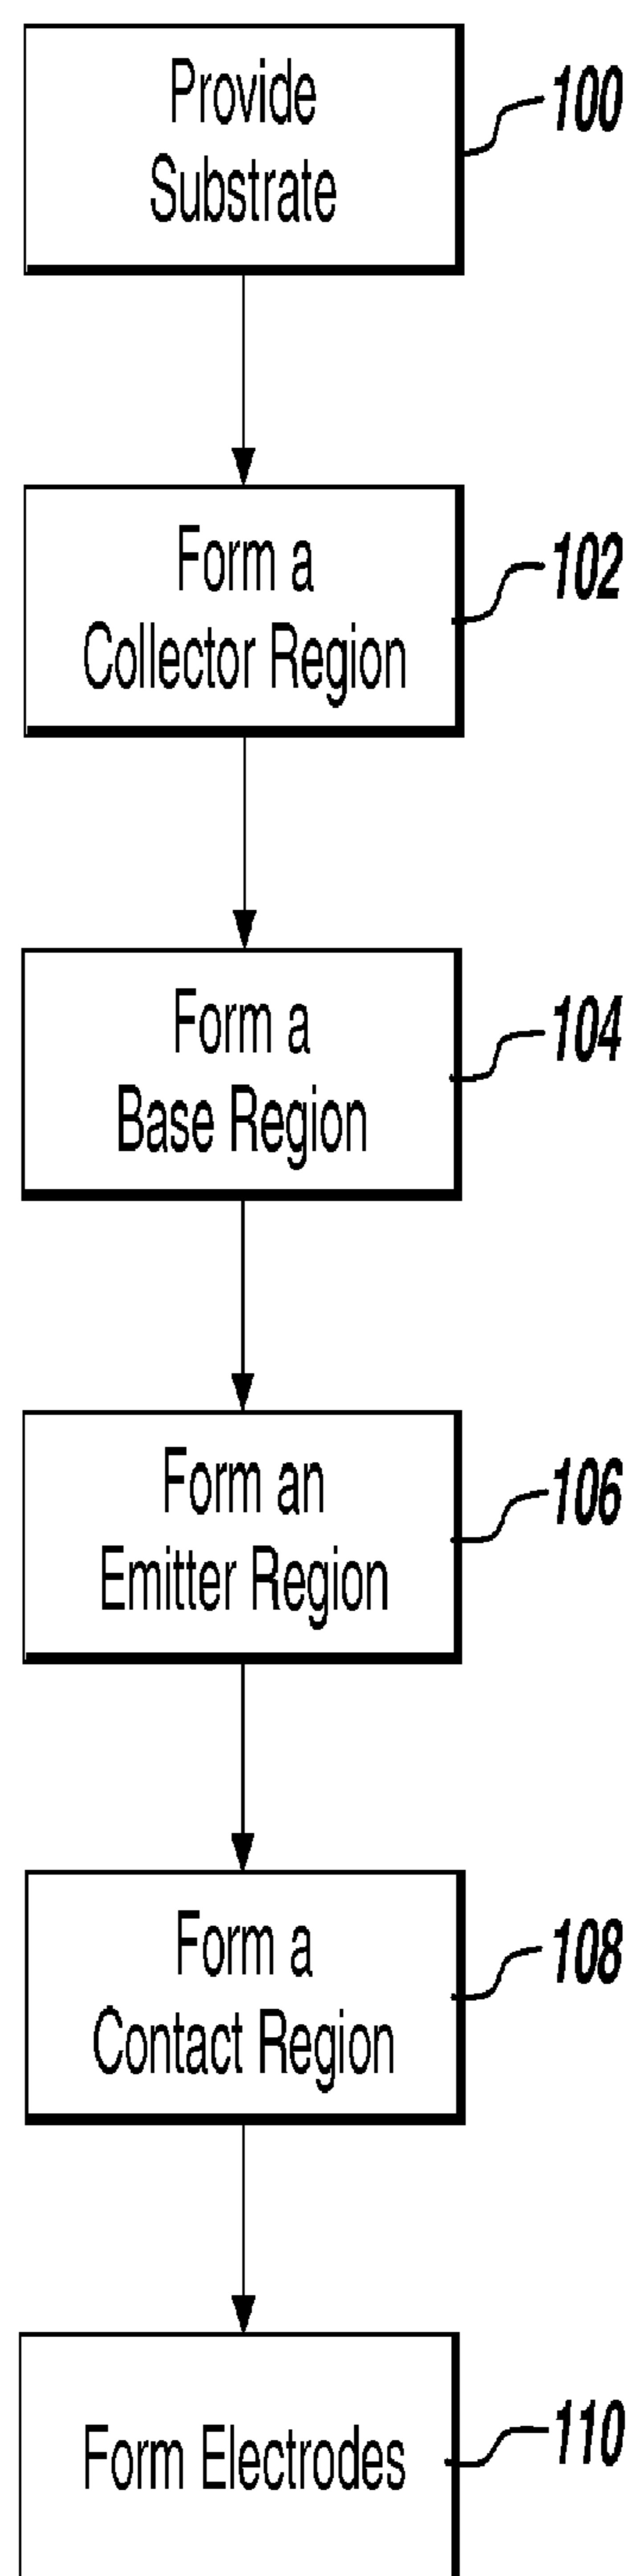 Provide
Substrate
100
Form a
Collector Region
102
Form a
Base Region
104
Form an
Emitter Region
106
Form a
Contact Region
108
Form Electrodes
110